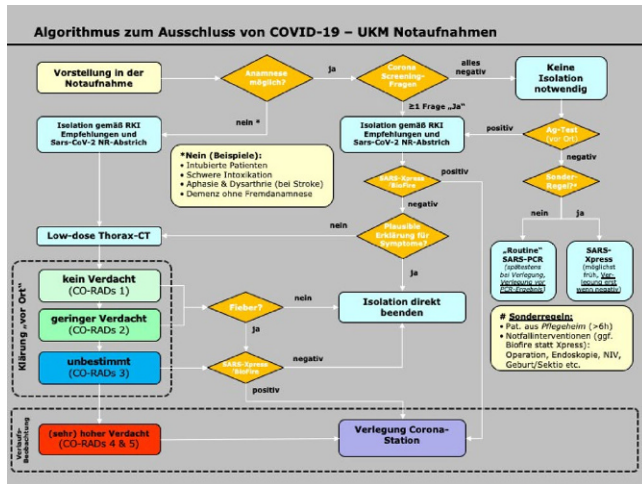 Algorithmus zum Ausschluss von COVID-19 – UKM Notaufnahmen
Vorstellung in der
Notaufnahme
Anamnese
möglich?
ja
Corona
Screening-
Fragen
alles
negativ
Keine
Isolation
notwendig
nein *
≥1 Frage „Ja“
Isolation gemäß RKI
Empfehlungen und
Sars-CoV-2 NR-Abstrich
Isolation gemäß RKI
Empfehlungen und
Sars-CoV-2 NR-Abstrich
positiv
Ag-Test
(vor Ort)
*Nein (Beispiele):
• Intubierte Patienten
• Schwere Intoxikation
• Aphasie & Dysarthrie (bei Stroke)
• Demenz ohne Fremdanamnese
SARS-Xpress
/BioFire
positiv
negativ
negativ
Sonder-
Regel?*
nein
ja
Low-dose Thorax-CT
nein
Plausible
Erklärung für
Symptome?
ja
„Routine“
SARS-PCR
(spätestens
bei Verlegung,
Verlegung vor
PCR-Ergebnis)
SARS-
Xpress
(möglichst
früh, Ver-
legung erst
wenn negativ)
Klärung „vor Ort“
kein Verdacht
(CO-RADs 1)
geringer Verdacht
(CO-RADs 2)
unbestimmt
(CO-RADs 3)
Fieber?
nein
ja
Isolation direkt
beenden
SARS-Xpress
/BioFire
negativ
positiv
# Sonderregeln:
• Pat. aus Pflegeheim (>6h)
• Notfallinterventionen (ggf.
Biofire statt Xpress):
Operation, Endoskopie, NIV,
Geburt/Sektio etc.
Verlaufs-
Beobachtung
(sehr) hoher Verdacht
(CO-RADs 4 & 5)
Verlegung Corona-
Station